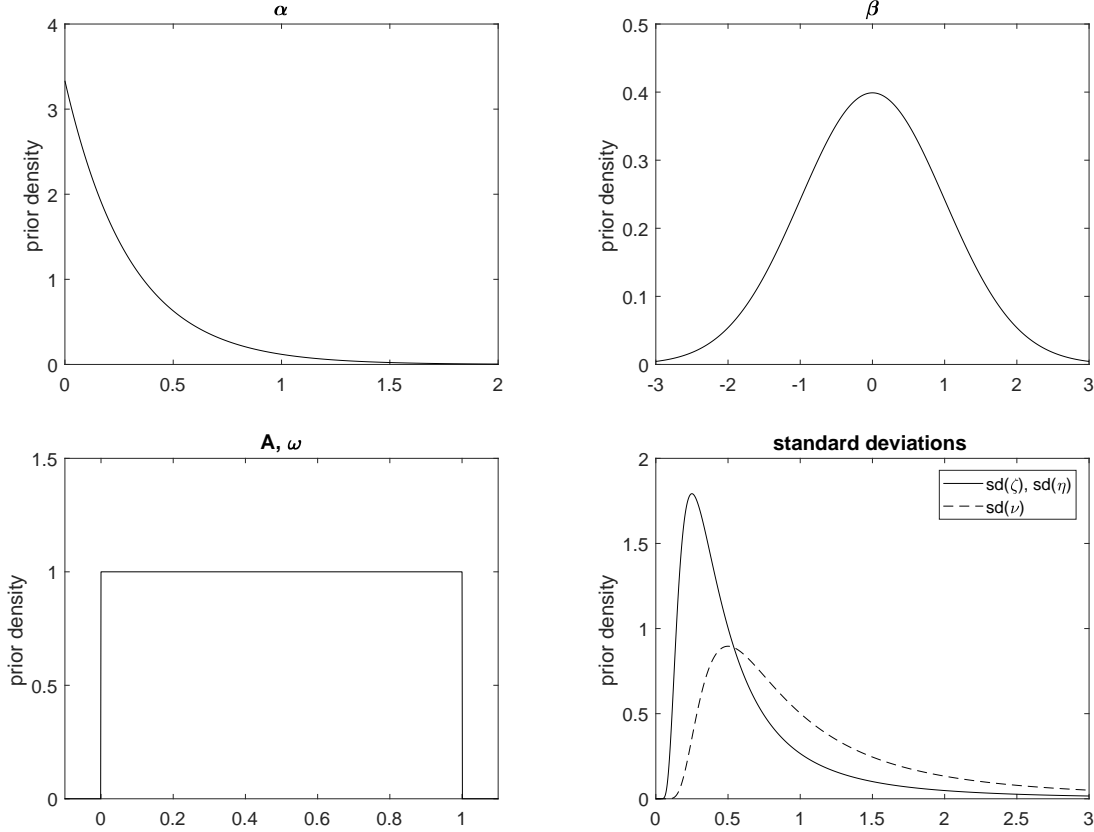 α
4
3
2
1
0
prior density
0 0.5 1 1.5 2
β
0.5
0.4
0.3
0.2
0.1
0
prior density
-3 -2 -1 0 1 2 3
A, ω
1.5
1
0.5
0
prior density
0 0.2 0.4 0.6 0.8 1
standard deviations
2
1.5
1
0.5
0
prior density
sd(ζ), sd(η)
sd(ν)
0 0.5 1 1.5 2 2.5 3